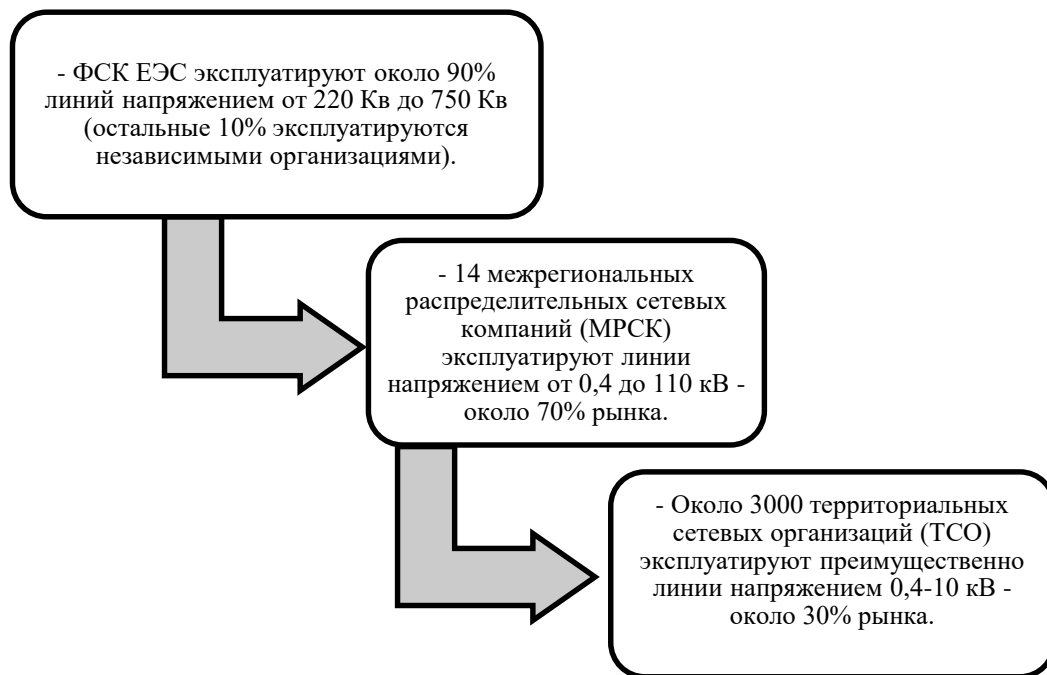 - ФСК ЕЭС эксплуатируют около 90%
линий напряжением от 220 Кв до 750 Кв
(остальные 10% эксплуатируются
независимыми организациями).
- 14 межрегиональных
распределительных сетевых
компаний (МРСК)
эксплуатируют линии
напряжением от 0,4 до 110 кВ -
около 70% рынка.
- Около 3000 территориальных
сетевых организаций (ТСО)
эксплуатируют преимущественно
линии напряжением 0,4-10 кВ -
около 30% рынка.